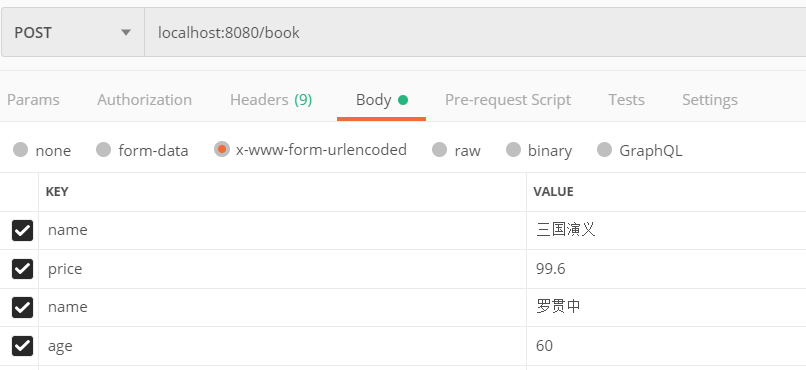 POST localhost:8080/book
Params Authorization Headers (9) Body Pre-request Script Tests Settings
none form-data x-www-form-urlencoded raw binary GraphQL
KEY VALUE
name 三国演义
price 99.6
name 罗贯中
age 60